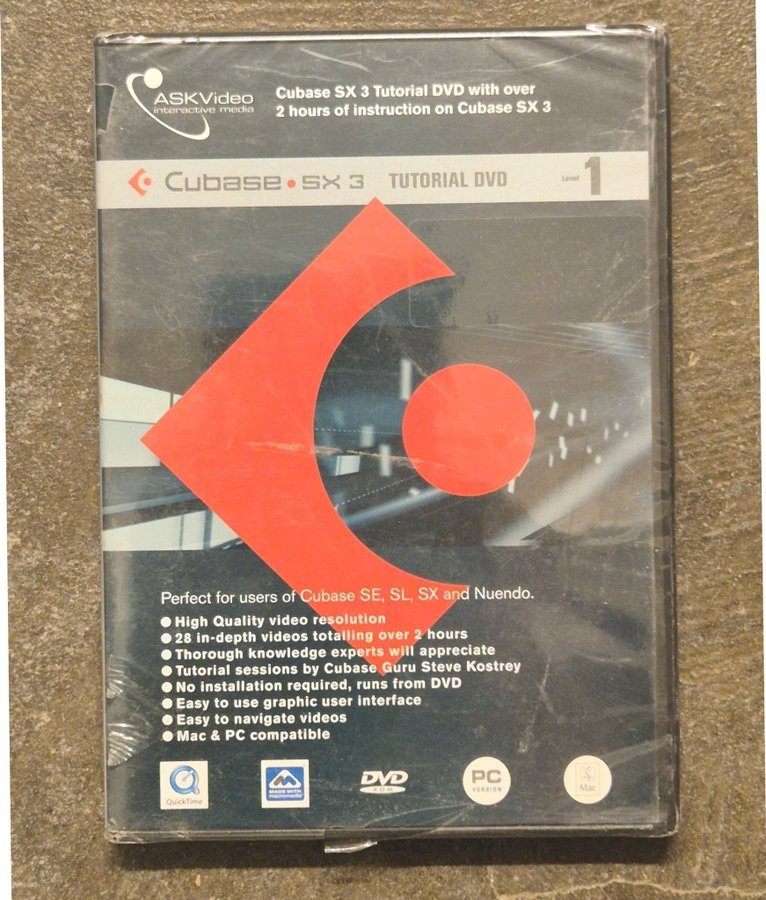 ASKVideo
interactive media
Cubase SX 3 Tutorial DVD with over
2 hours of instruction on Cubase SX 3
Cubase • SX 3 TUTORIAL DVD Level 1
Perfect for users of Cubase SE, SL, SX and Nuendo.
● High Quality video resolution
● 28 in-depth videos totalling over 2 hours
● Thorough knowledge experts will appreciate
● Tutorial sessions by Cubase Guru Steve Kostrey
● No installation required, runs from DVD
● Easy to use graphic user interface
● Easy to navigate videos
● Mac & PC compatible
QuickTime
MADE WITH
macromedia
DVD
ROM
PC
VERSION
Mac